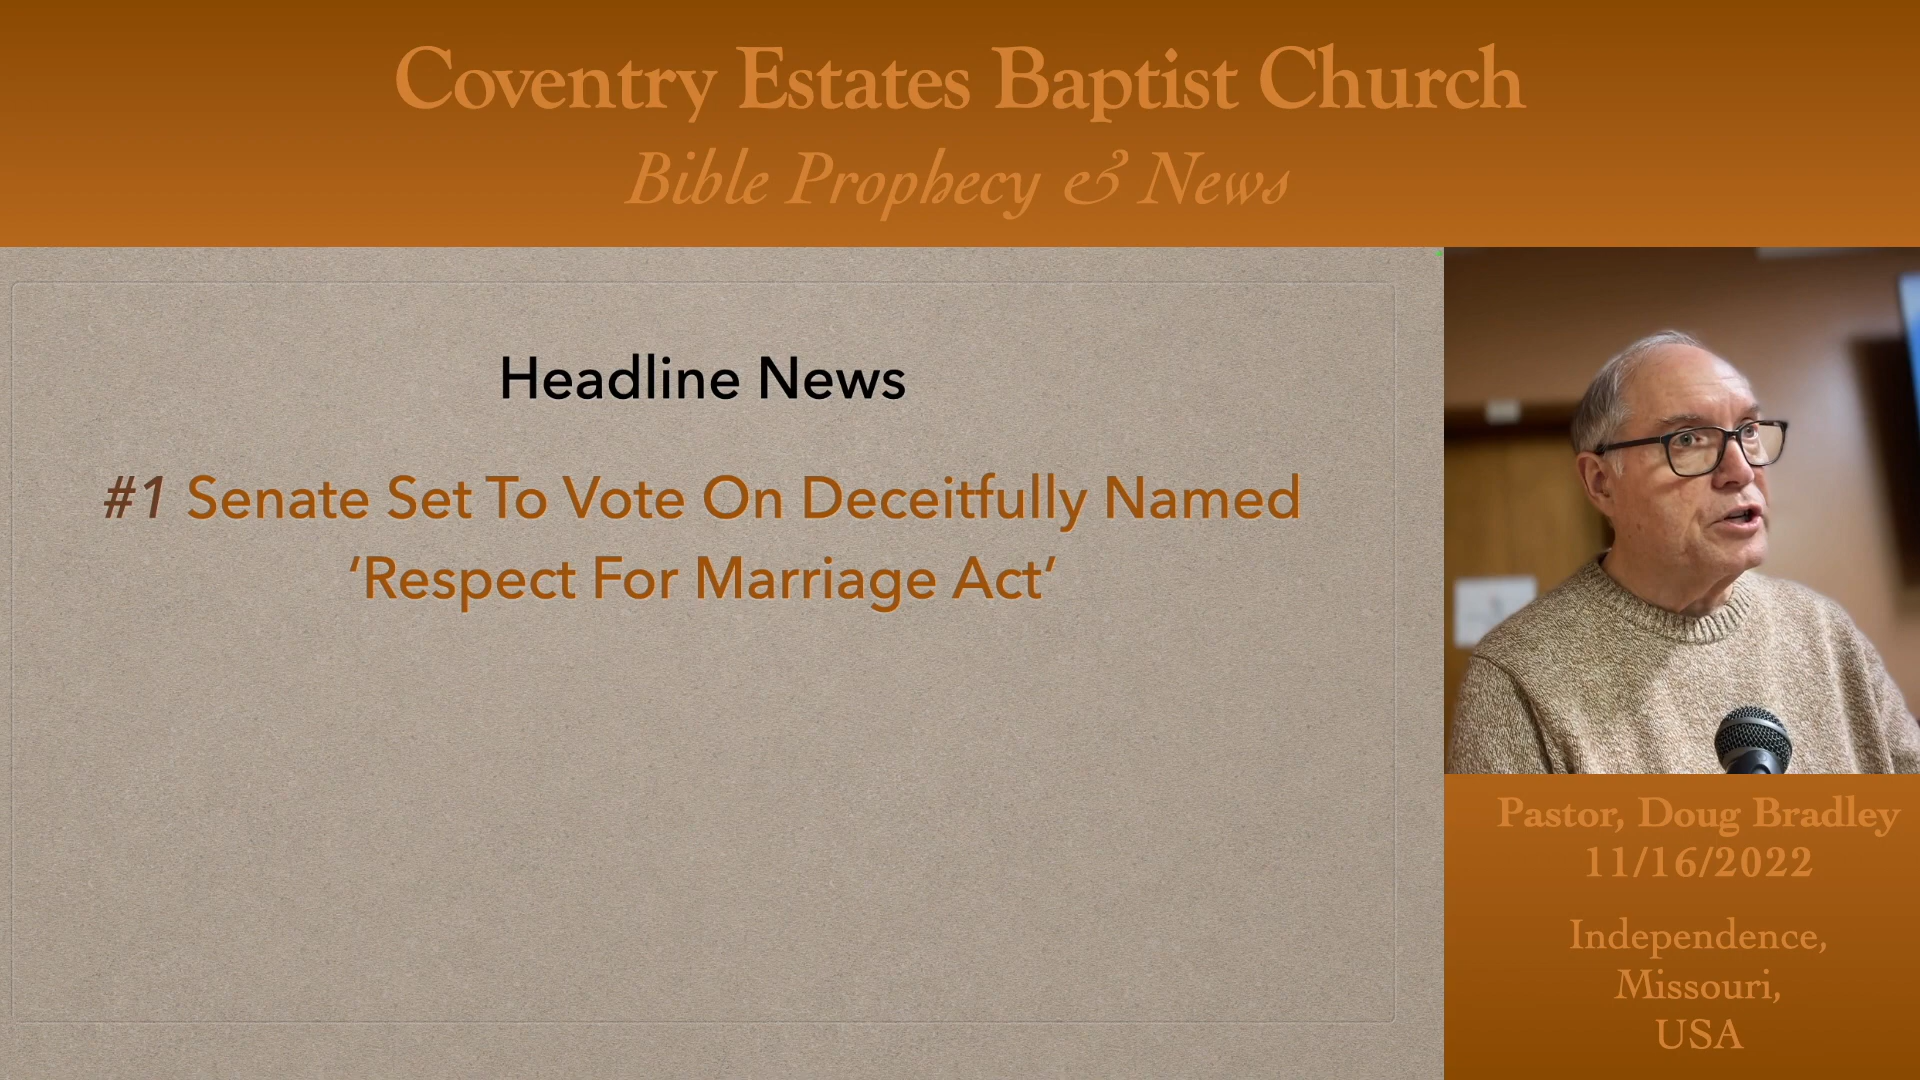 Coventry Estates Baptist Church
Bible Prophecy & News
Headline News
#1 Senate Set To Vote On Deceitfully Named
‘Respect For Marriage Act’
Pastor, Doug Bradley
11/16/2022
Independence,
Missouri,
USA